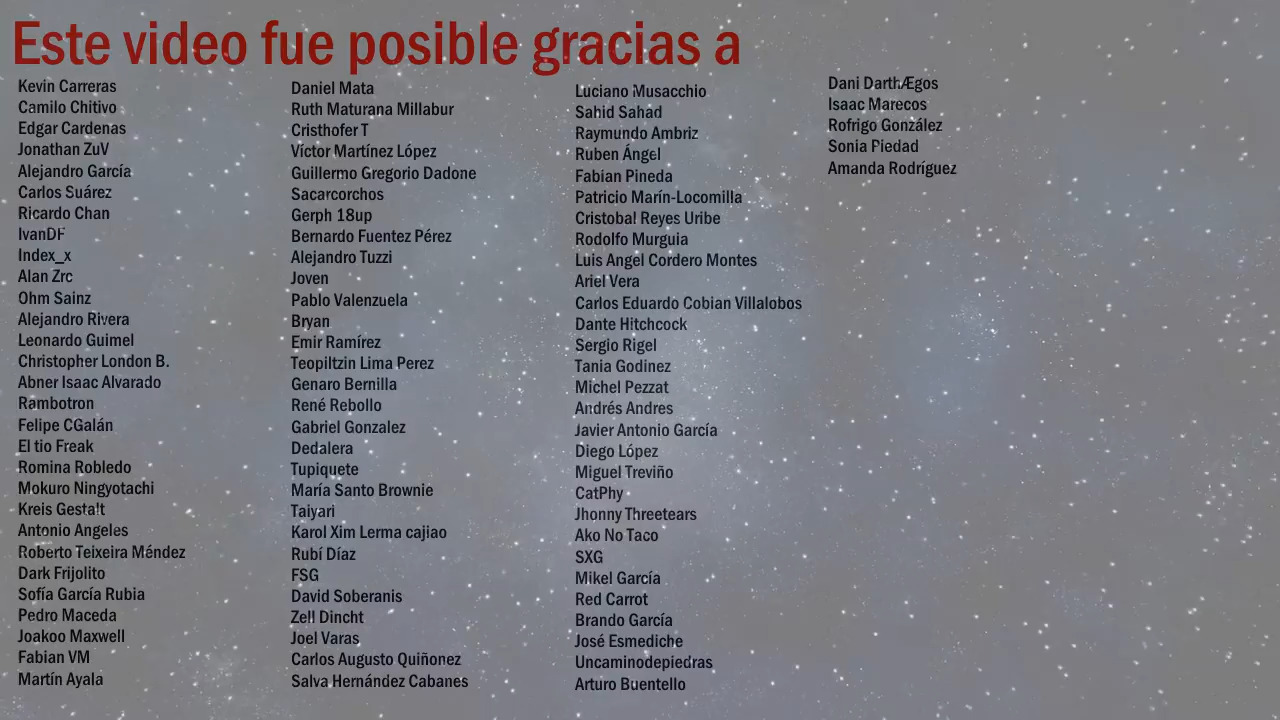 Este video fue posible gracias a
Kevin Carreras
Camilo Chitivo
Edgar Cardenas
Jonathan ZuV
Alejandro García
Carlos Suárez
Ricardo Chan
IvanDF
Index_x
Alan Zrc
Ohm Sainz
Alejandro Rivera
Leonardo Guimel
Christopher London B.
Abner Isaac Alvarado
Rambotron
Felipe CGalán
El tio Freak
Romina Robledo
Mokuro Ningyotachi
Kreis Gestalt
Antonio Angeles
Roberto Teixeira Méndez
Dark Frijolito
Sofía García Rubia
Pedro Maceda
Joakoo Maxwell
Fabian VM
Martín Ayala
Daniel Mata
Ruth Maturana Millabur
Cristhofer T
Víctor Martínez López
Guillermo Gregorio Dadone
Sacarcorchos
Gerph 18up
Bernardo Fuentez Pérez
Alejandro Tuzzi
Joven
Pablo Valenzuela
Bryan
Emir Ramírez
Teopiltzin Lima Perez
Genaro Bernilla
René Rebollo
Gabriel Gonzalez
Dedalera
Tupiquete
María Santo Brownie
Taiyari
Karol Xim Lerma cajiao
Rubí Díaz
FSG
David Soberanis
Zell Dincht
Joel Varas
Carlos Augusto Quiñonez
Salva Hernández Cabanes
Luciano Musacchio
Sahid Sahad
Raymundo Ambriz
Ruben Ángel
Fabian Pineda
Patricio Marín-Locomilla
Cristobal Reyes Uribe
Rodolfo Murguia
Luis Angel Cordero Montes
Ariel Vera
Carlos Eduardo Cobian Villalobos
Dante Hitchcock
Sergio Rigel
Tania Godinez
Michel Pezzat
Andrés Andres
Javier Antonio García
Diego López
Miguel Treviño
CatPhy
Jhonny Threetears
Ako No Taco
SXG
Mikel García
Red Carrot
Brando García
José Esmediche
Uncaminodepiedras
Arturo Buentello
Dani DarthÆgos
Isaac Marecos
Rofrigo González
Sonia Piedad
Amanda Rodríguez